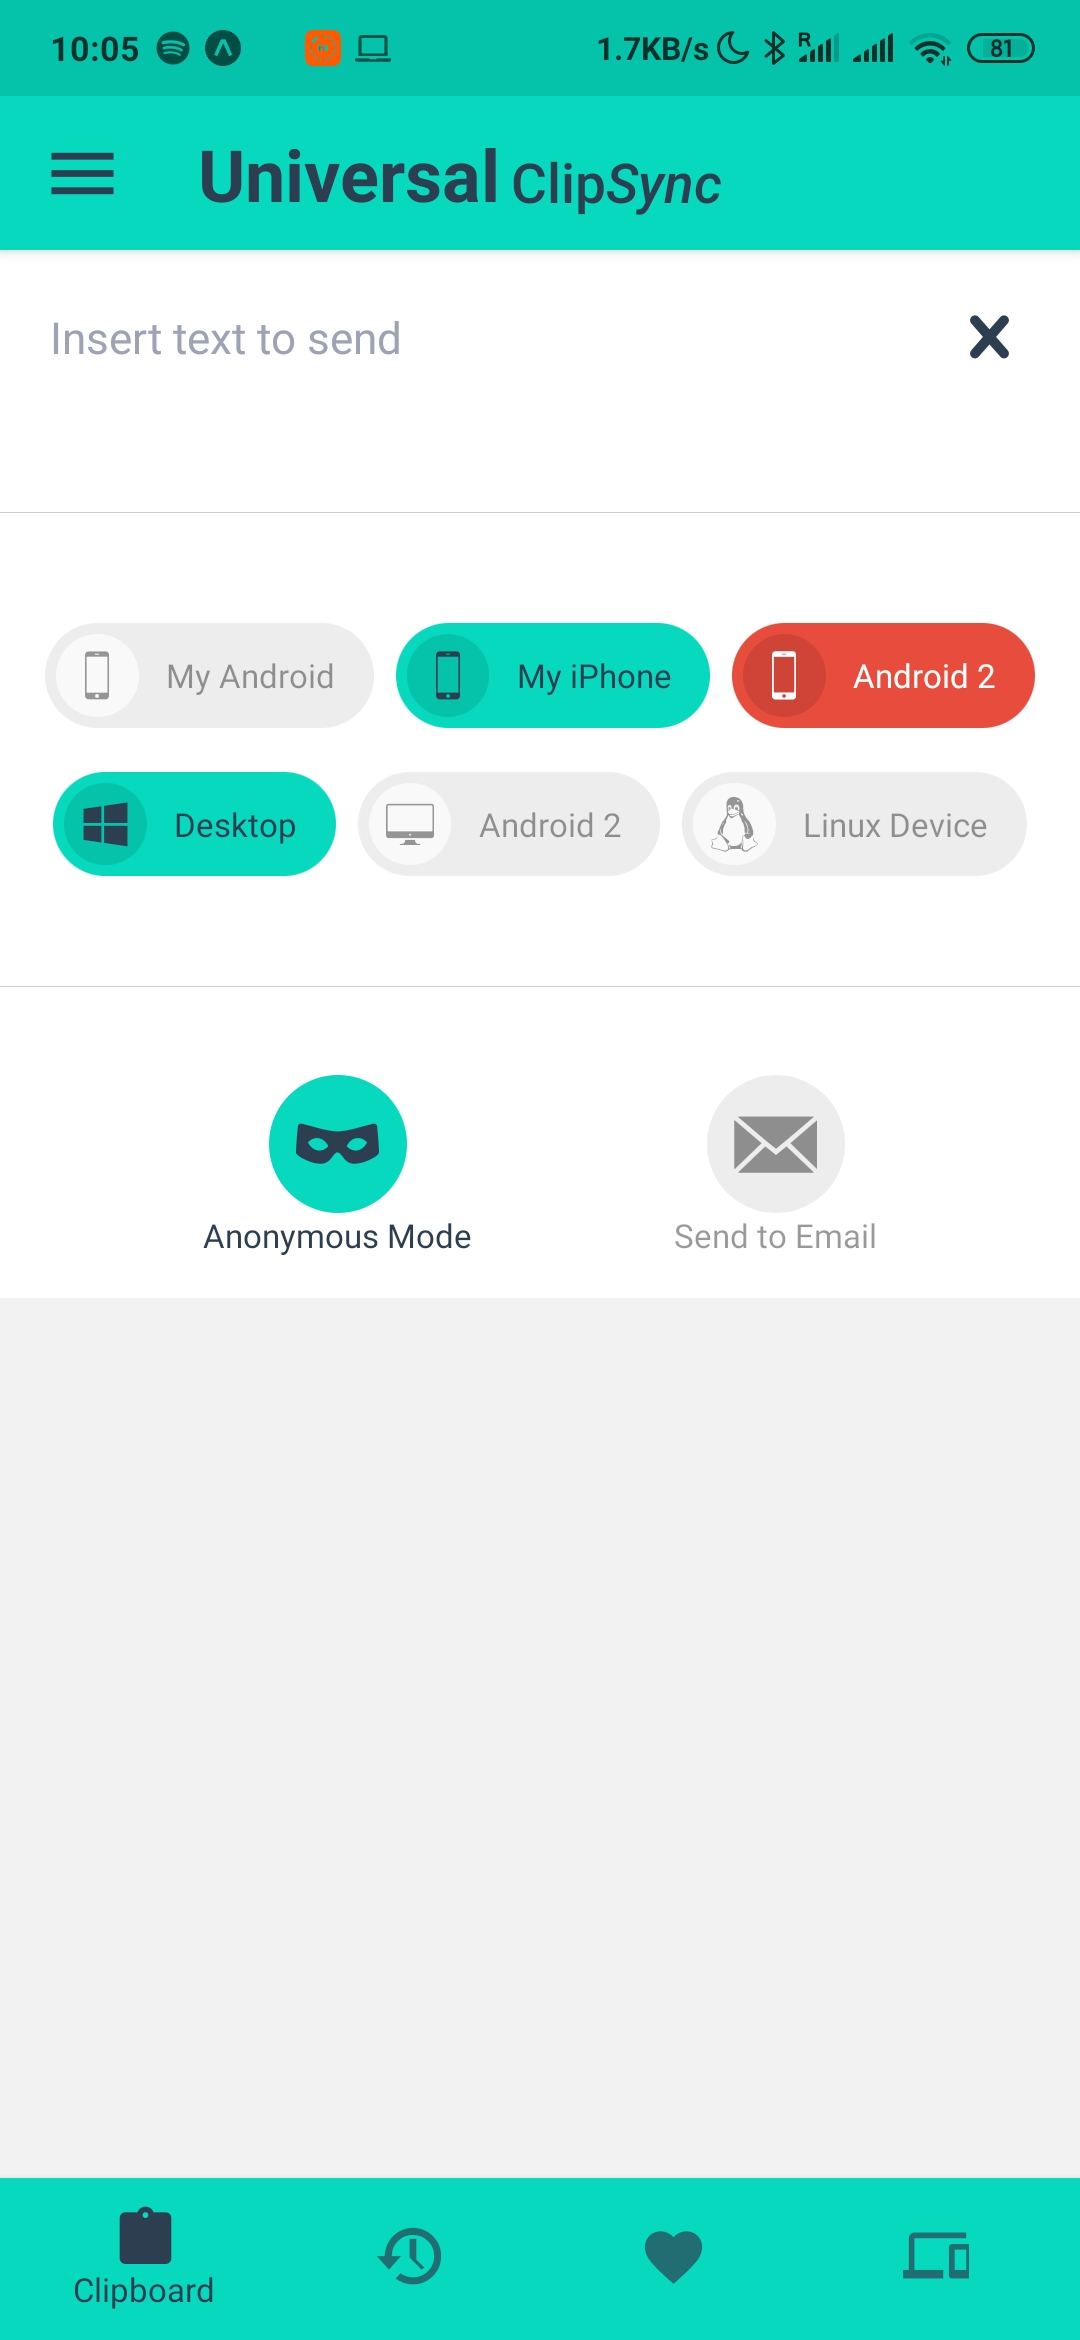 10:05 1.7KB/s R 81
Universal ClipSync
Insert text to send
My Android My iPhone Android 2
Desktop Android 2 Linux Device
Anonymous Mode Send to Email
Clipboard